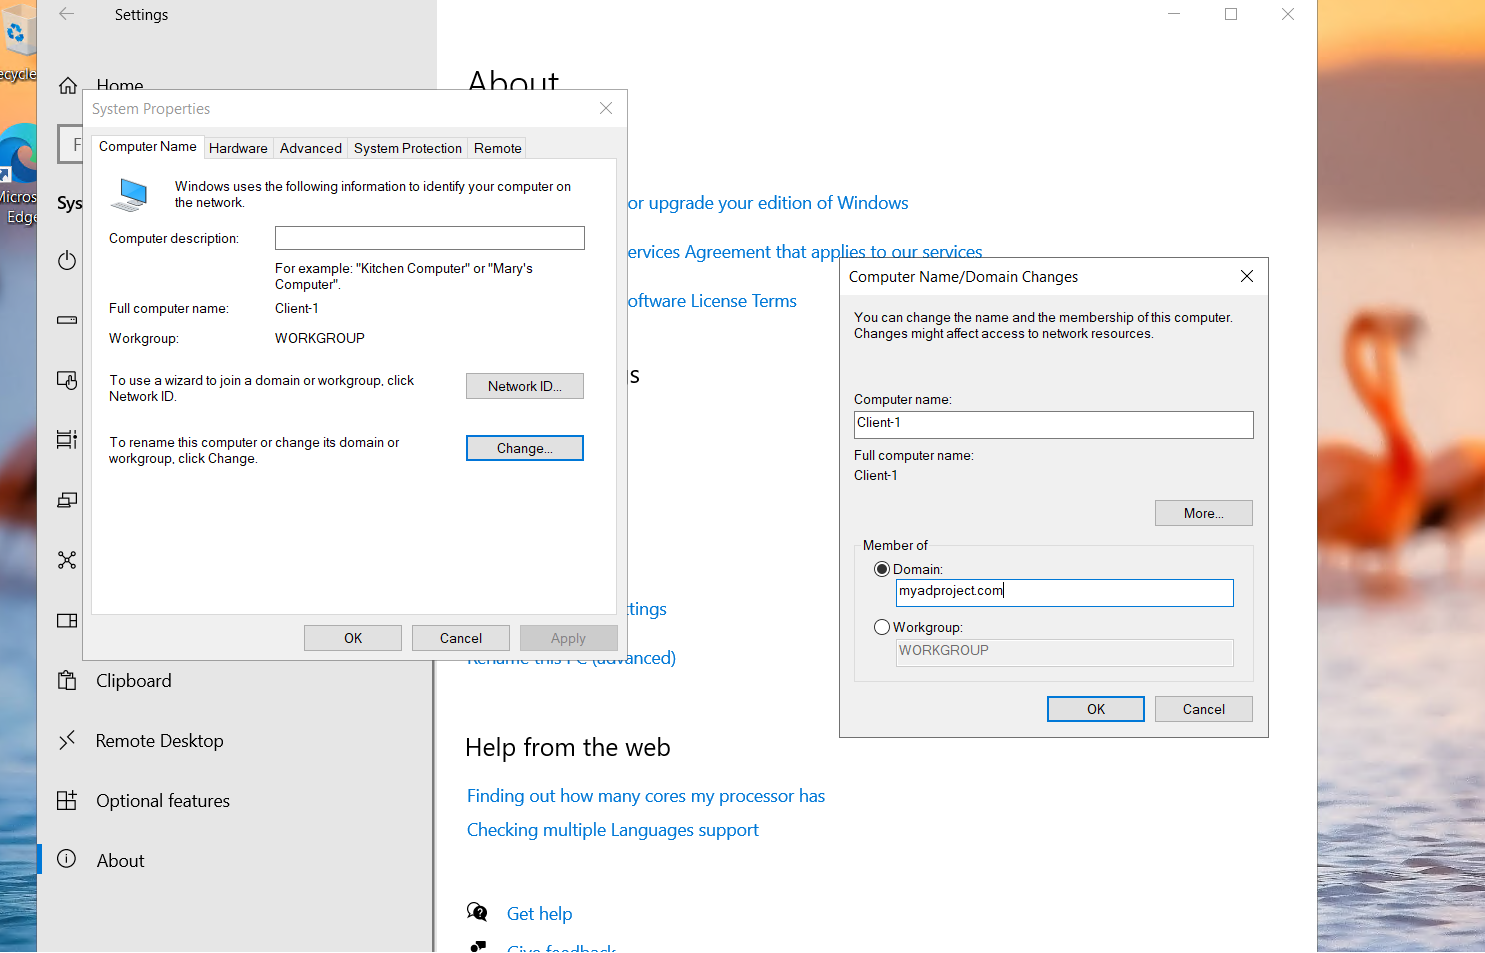 Settings
ecycle
Home
About
System Properties
F
Computer Name
Hardware
Advanced
System Protection
Remote
Micros
Edge
Sys
Windows uses the following information to identify your computer on
the network.
or upgrade your edition of Windows
Computer description:
ervices Agreement that applies to our services
For example: "Kitchen Computer" or "Mary's
Computer".
oftware License Terms
Full computer name:
Client-1
Workgroup:
WORKGROUP
To use a wizard to join a domain or workgroup, click
Network ID.
Network ID...
gs
To rename this computer or change its domain or
workgroup, click Change.
Change...
OK
Cancel
Apply
ttings
Rename this PC (advanced)
Computer Name/Domain Changes
You can change the name and the membership of this computer.
Changes might affect access to network resources.
Computer name:
Client-1
Full computer name:
Client-1
More...
Member of
Domain:
myadproject.com
Workgroup:
WORKGROUP
OK
Cancel
Clipboard
Remote Desktop
Optional features
About
Help from the web
Finding out how many cores my processor has
Checking multiple Languages support
Get help
Give feedback